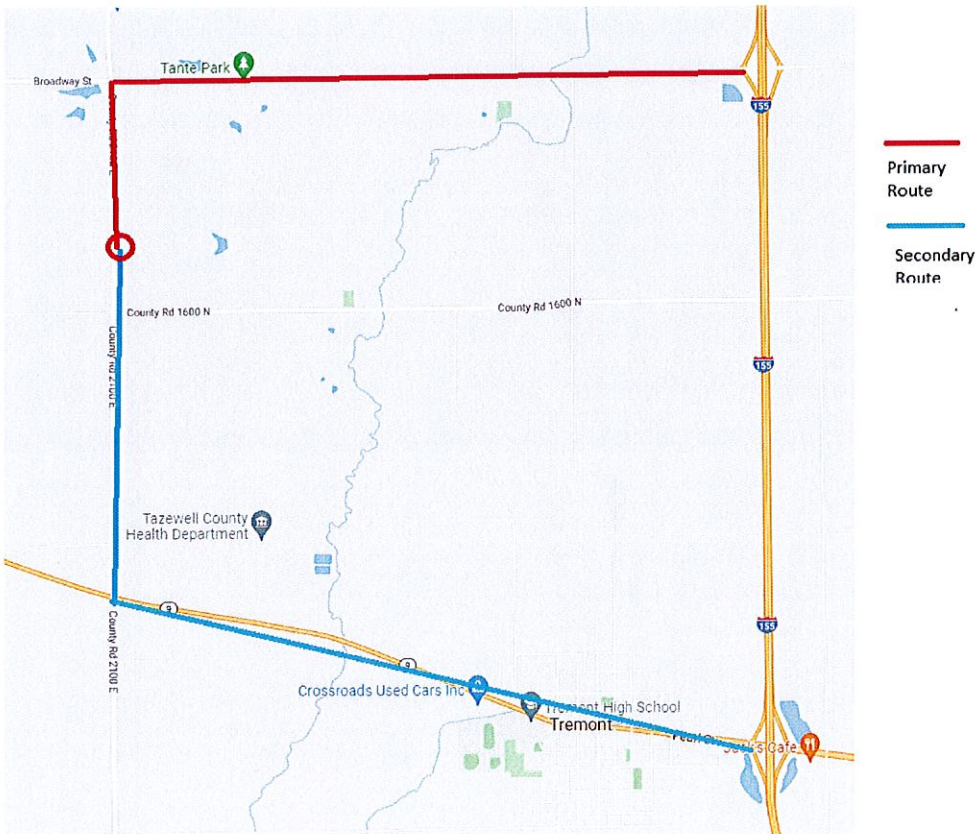 Tante Park
Broadway St
155
Primary
Route
Secondary
Route
County Rd 1600 N
County Rd 1600 N
County Rd 2100 E
155
Tazewell County
Health Department
9
155
County Rd 2100 E
9
Crossroads Used Cars Inc
Tremont High School
Tremont
Cafe